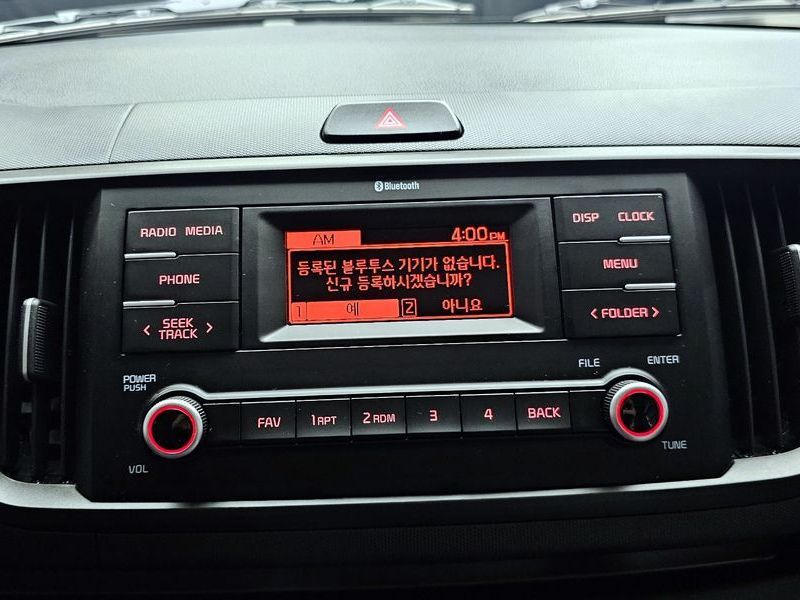 Bluetooth
RADIO MEDIA
PHONE
SEEK
TRACK
AM 4:00PM
등록된 블루투스 기기가 없습니다.
신규 등록하시겠습니까?
1 예 2 아니요
DISP CLOCK
MENU
FOLDER
POWER
PUSH
VOL
FAV 1 RPT 2 RDM 3 4 BACK
FILE
ENTER
TUNE